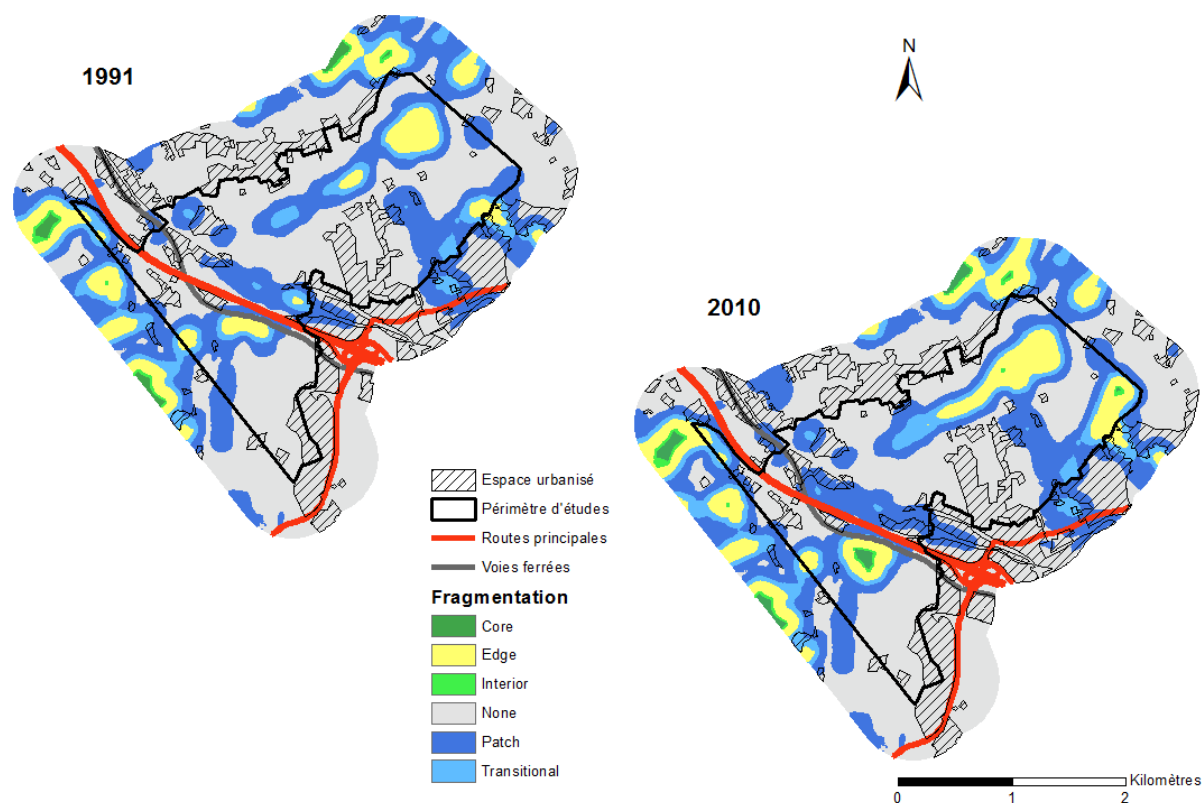 1991
N
2010
Espace urbanisé
Périmètre d'études
Routes principales
Voies ferrées
Fragmentation
Core
Edge
Interior
None
Patch
Transitional
Kilomètres
0 1 2